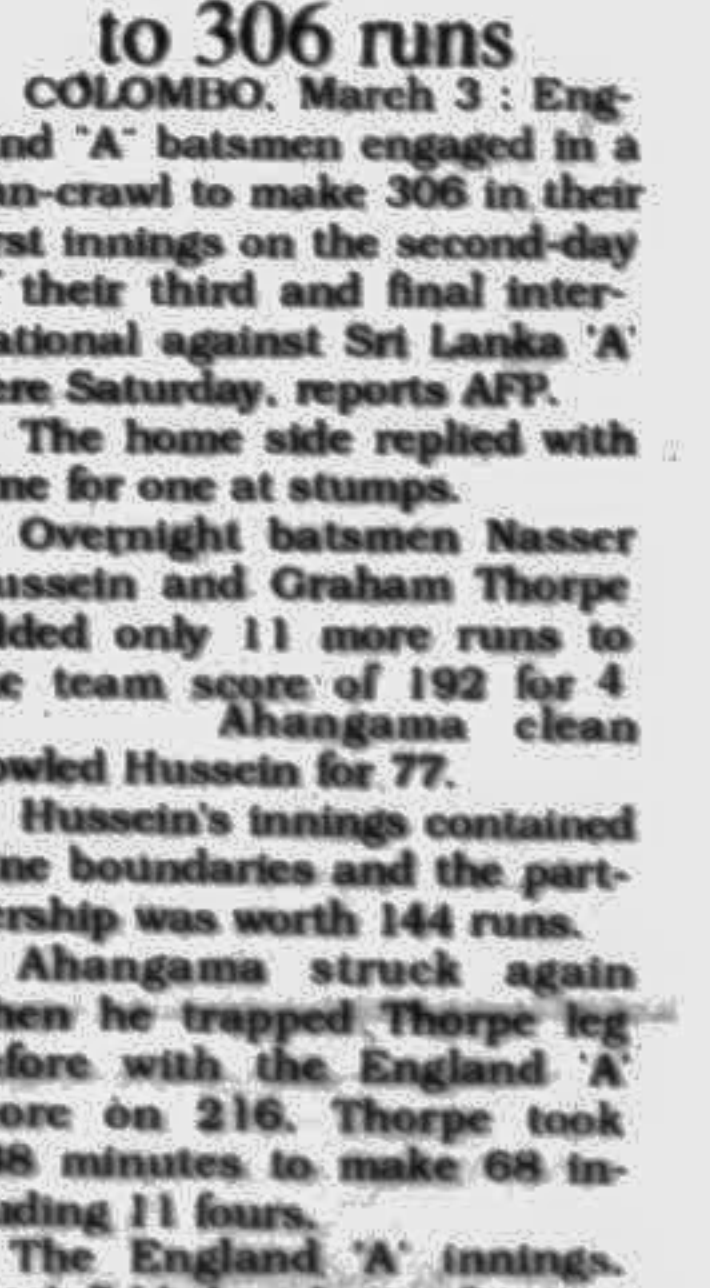 to 306 runs
COLOMBO, March 3 : Eng-
nd "A" batsmen engaged in a
n-crawl to make 306 in their
rst innings on the second-day
their third and final inter-
ational against Sri Lanka 'A'
ere Saturday, reports AFP.
The home side replied with
ne for one at stumps.
Overnight batsmen Nasser
ussein and Graham Thorpe
dded only 11 more runs to
e team score of 192 for 4
Ahangama clean
owled Hussein for 77.
Hussein's innings contained
ne boundaries and the part-
ership was worth 144 runs.
Ahangama struck again
hen he trapped Thorpe leg
efore with the England 'A'
ore on 216. Thorpe took
8 minutes to make 68 in-
uding 11 fours.
The England 'A' innings,